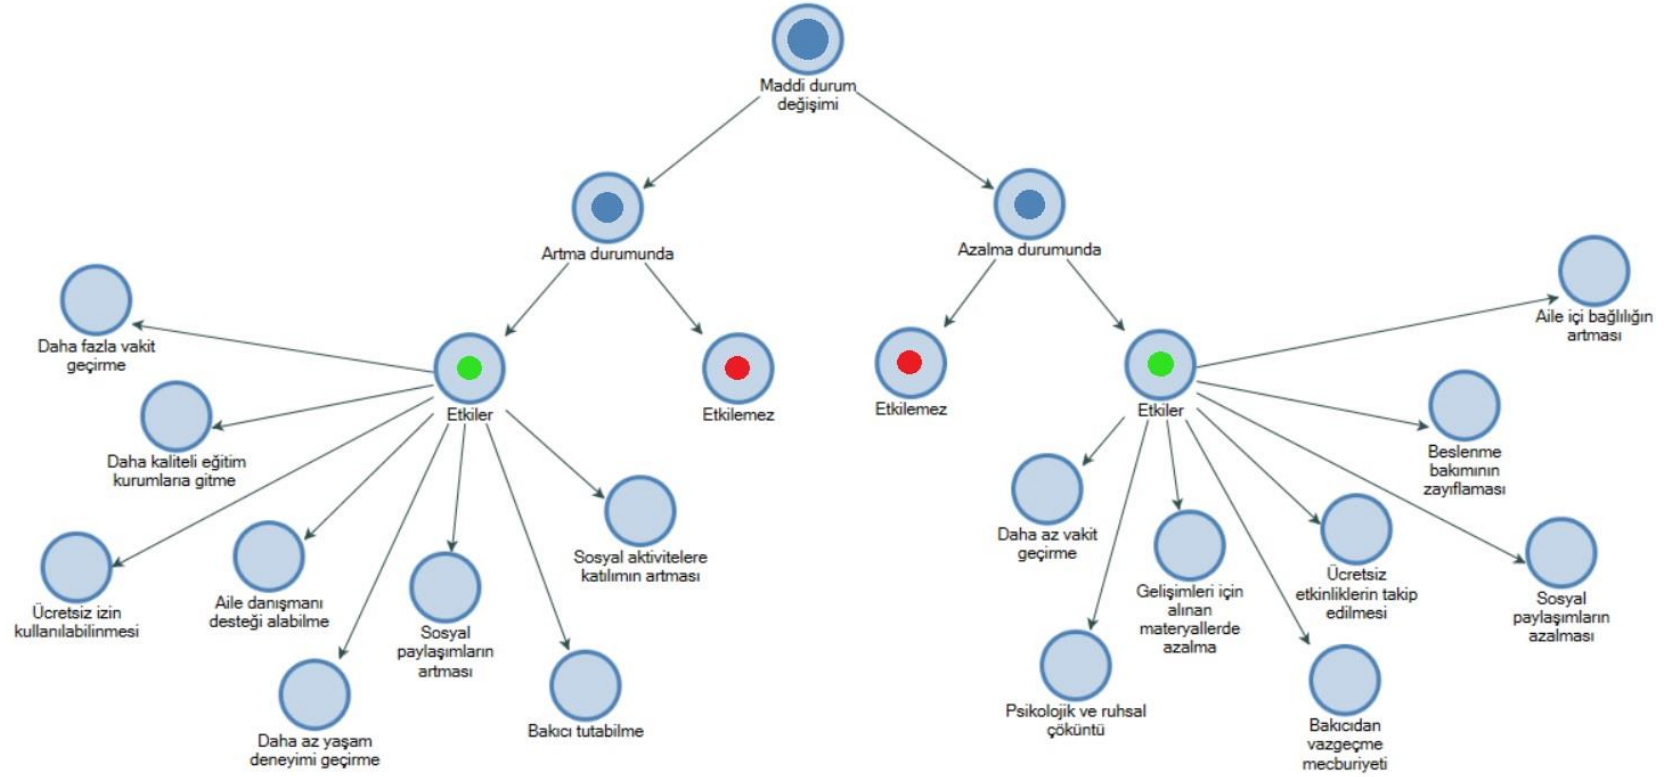 Maddi durum
değişimi
Artma durumunda
Azalma durumunda
Daha fazla vakit
geçirme
Etkiler
Etkilemez
Etkilemez
Etkiler
Aile içi bağlılığın
artması
Daha kaliteli eğitim
kurumlarıa gitme
Beslenme
bakımının
zayıflaması
Ücretsiz izin
kullanılabilinmesi
Aile danışmanı
desteği alabilme
Sosyal
paylaşımların
artması
Sosyal aktivitelere
katılımın artması
Daha az vakit
geçirme
Gelişimleri için
alınan
materyallerde
azalma
Ücretsiz
etkinliklerin takip
edilmesi
Sosyal
paylaşımların
azalması
Daha az yaşam
deneyimi geçirme
Bakıcı tutabilme
Psikolojik ve ruhsal
çöküntü
Bakıcıdan
vazgeçme
mecburiyeti